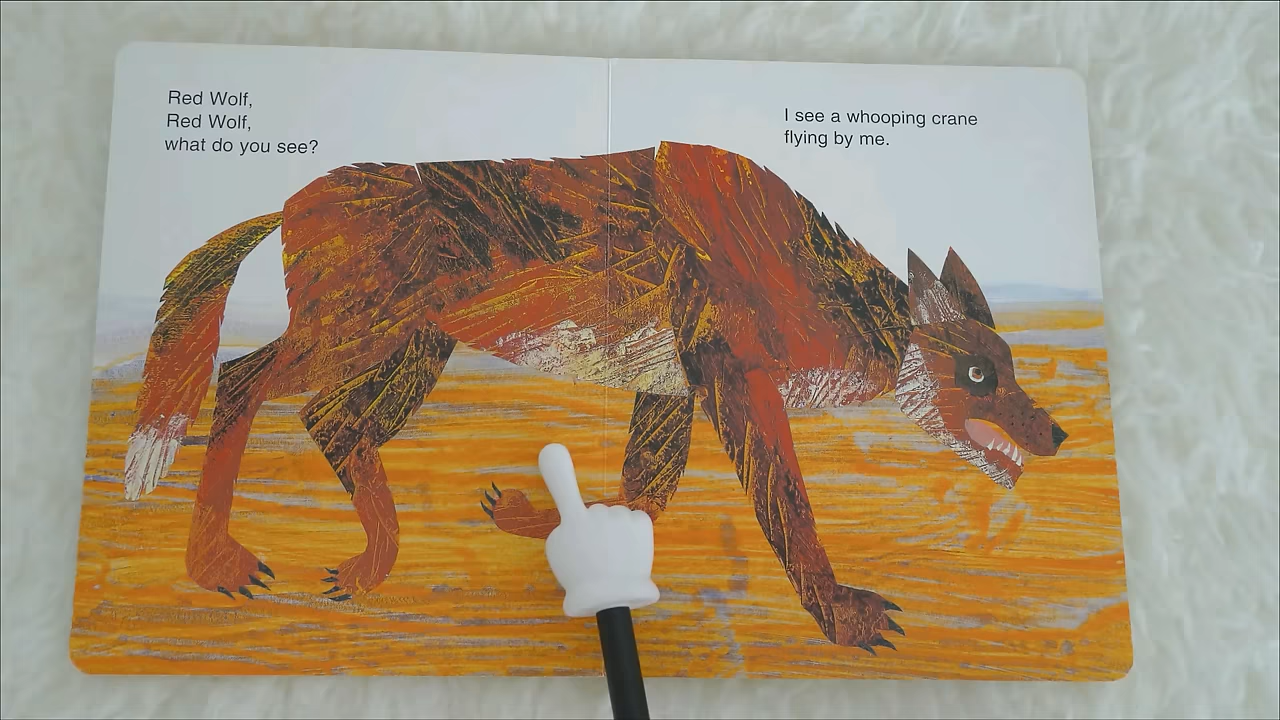 Red Wolf,
Red Wolf,
what do you see?
I see a whooping crane
flying by me.